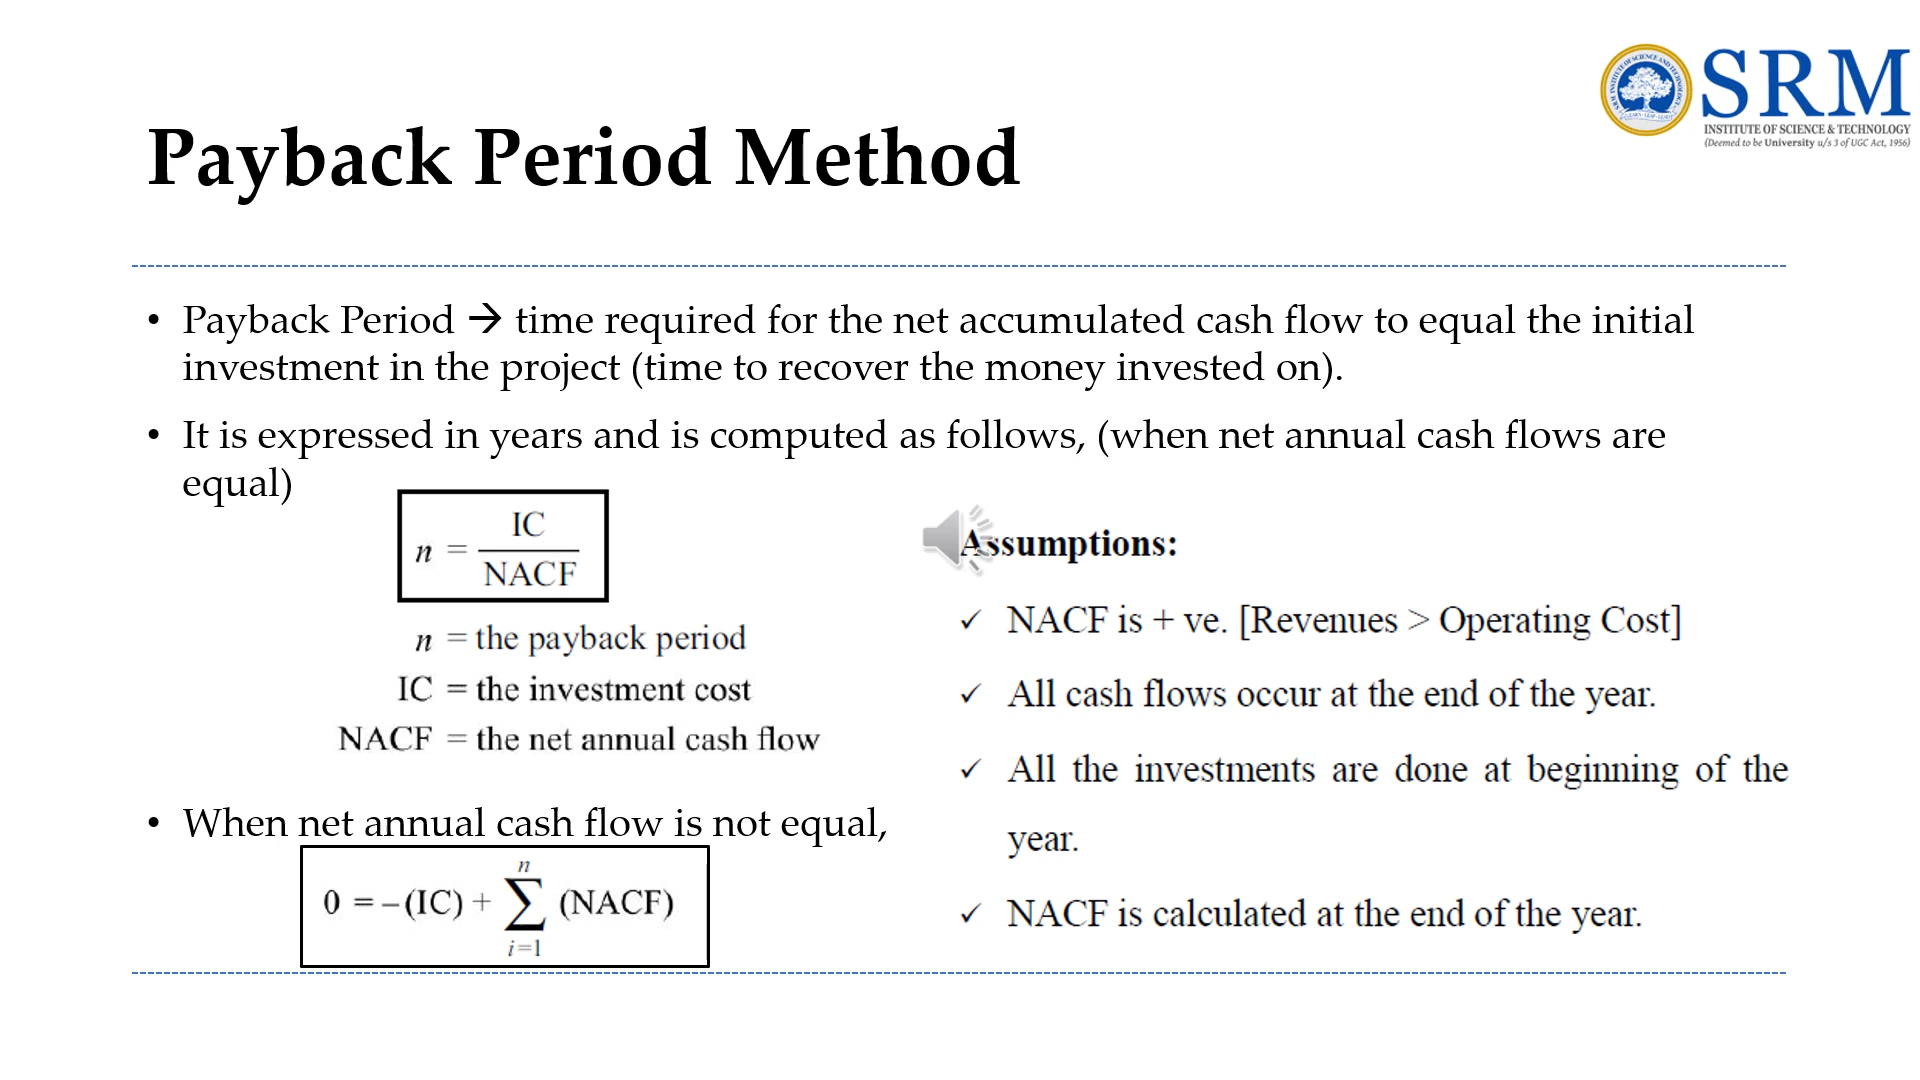 SRM
INSTITUTE OF SCIENCE & TECHNOLOGY
(Deemed to be University u/s 3 of UGC Act, 1956)
Payback Period Method
• Payback Period → time required for the net accumulated cash flow to equal the initial
investment in the project (time to recover the money invested on).
• It is expressed in years and is computed as follows, (when net annual cash flows are
equal)
n = IC / NACF
n = the payback period
IC = the investment cost
NACF = the net annual cash flow
• When net annual cash flow is not equal,
0 = – (IC) + ∑ (NACF)
n
i=1
Assumptions:
✓ NACF is + ve. [Revenues > Operating Cost]
✓ All cash flows occur at the end of the year.
✓ All the investments are done at beginning of the
year.
✓ NACF is calculated at the end of the year.